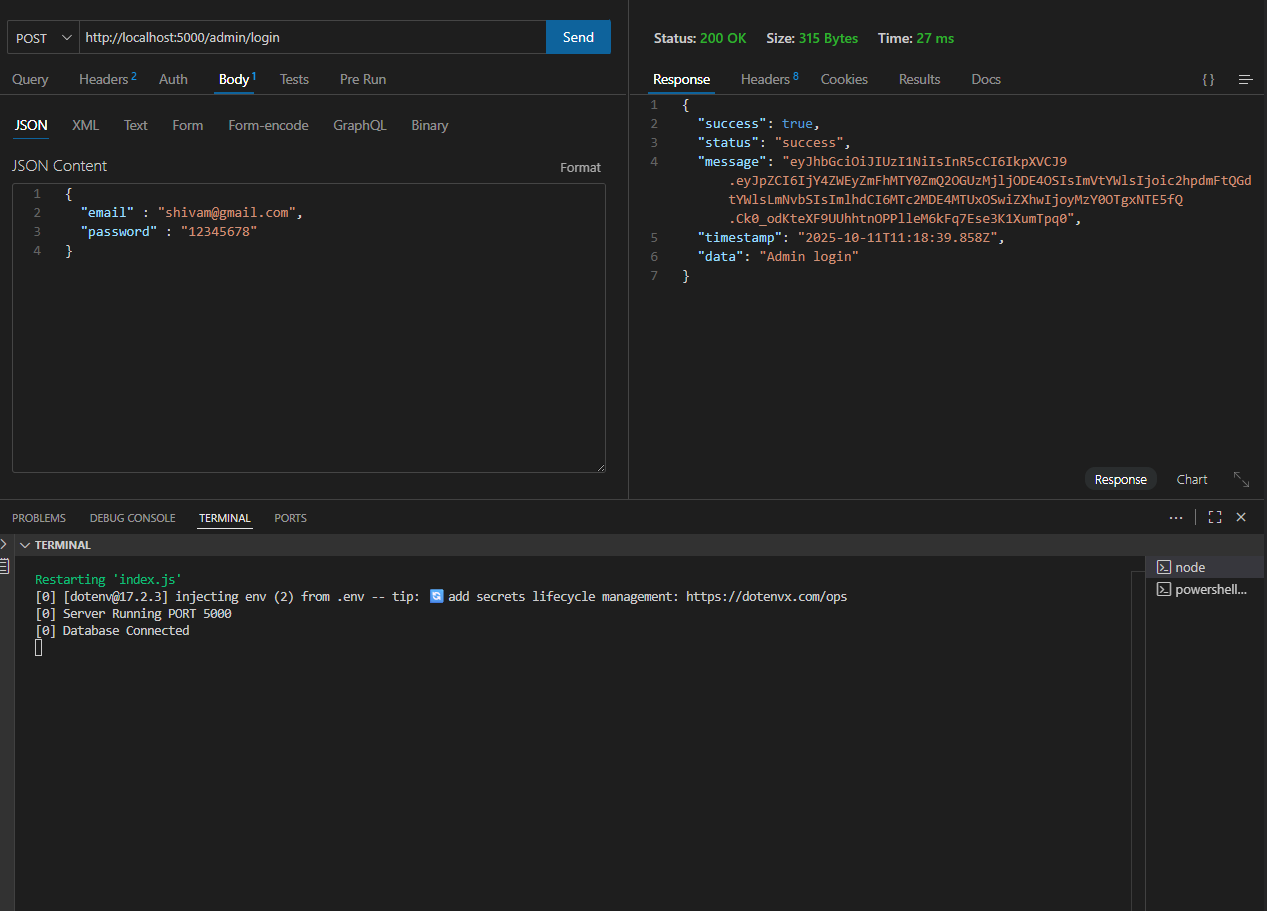 POST
http://localhost:5000/admin/login
Send
Query Headers 2 Auth Body 1 Tests Pre Run
JSON XML Text Form Form-encode GraphQL Binary
JSON Content
Format
1 {
2 "email" : "shivam@gmail.com",
3 "password" : "12345678"
4 }
Status: 200 OK Size: 315 Bytes Time: 27 ms
Response Headers 8 Cookies Results Docs { }
1 {
2 "success": true,
3 "status": "success",
4 "message": "eyJhbGciOiJIUzI1NiIsInR5cCI6IkpXVCJ9
.eyJpZCI6IjY4ZWEyZmFhMTY0ZmQ2OGUzMjljODE4OSIsImVtYWlsIjoic2hpdmFtQGd
tYWlsLmNvbSIsImlhdCI6MTc2MDE4MTUxOSwiZXhwIjoyMzY0OTgxNTE5fQ
.Ck0_odKteXF9UUhhtnOPPlleM6kFq7Ese3K1XumTpq0",
5 "timestamp": "2025-10-11T11:18:39.858Z",
6 "data": "Admin login"
7 }
Response Chart
PROBLEMS DEBUG CONSOLE TERMINAL PORTS
TERMINAL
Restarting 'index.js'
[0] [dotenv@17.2.3] injecting env (2) from .env -- tip: 🔄 add secrets lifecycle management: https://dotenvx.com/ops
[0] Server Running PORT 5000
[0] Database Connected
node
powershell...